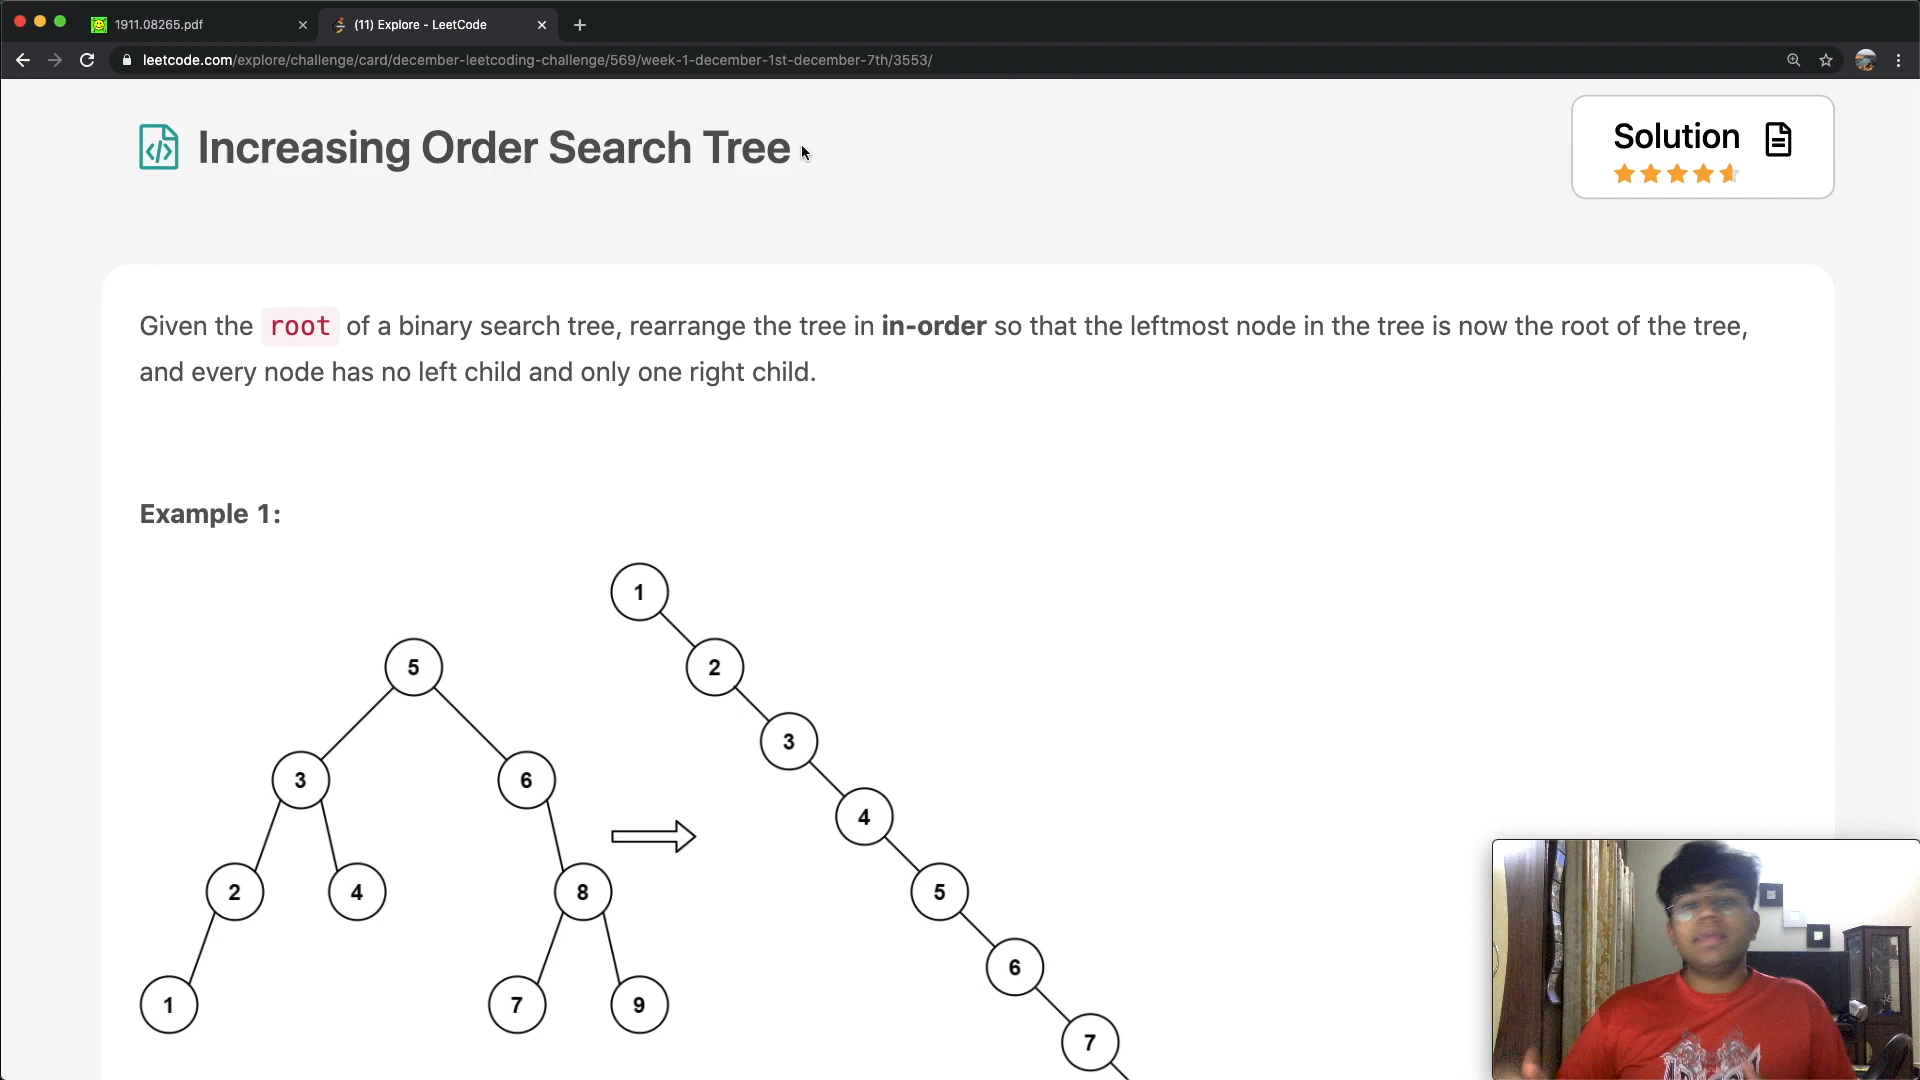 1911.08265.pdf
(11) Explore - LeetCode
leetcode.com/explore/challenge/card/december-leetcoding-challenge/569/week-1-december-1st-december-7th/3553/
Increasing Order Search Tree
Solution
Given the root of a binary search tree, rearrange the tree in in-order so that the leftmost node in the tree is now the root of the tree,
and every node has no left child and only one right child.
Example 1:
1
5
2
3
6
3
2
4
8
4
1
7
9
5
6
7